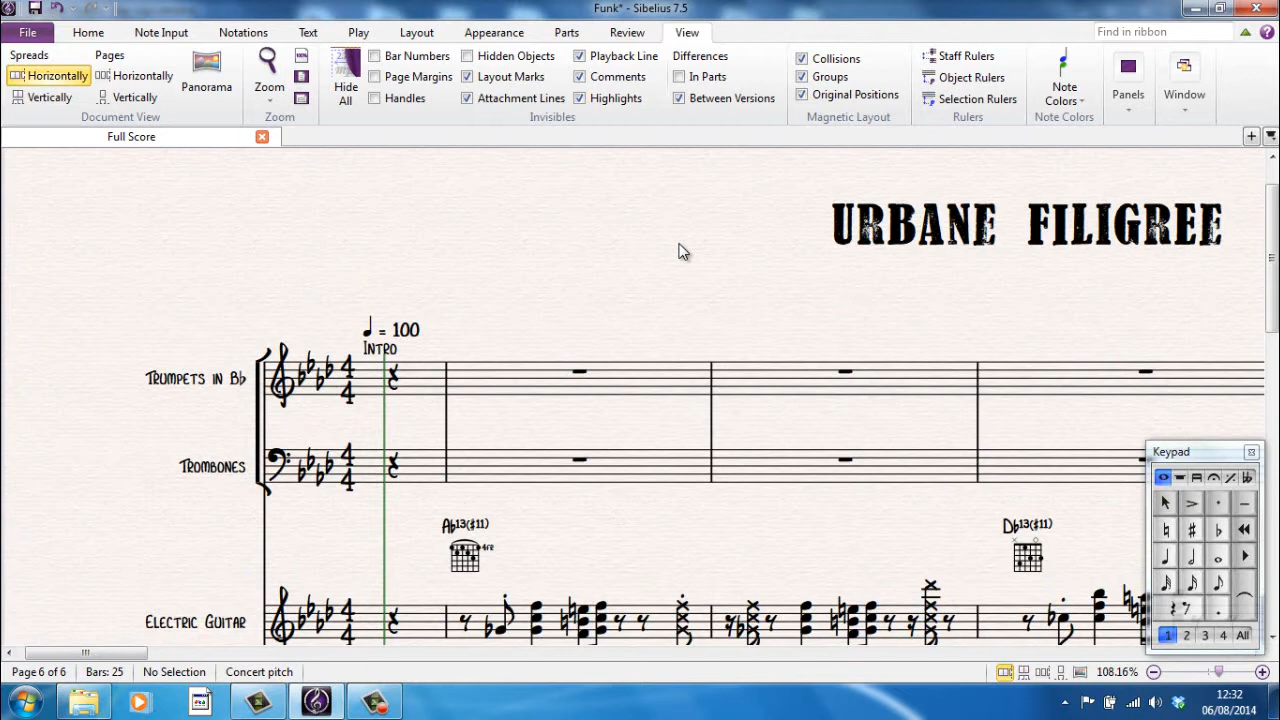 Funk* - Sibelius 7.5
File Home Note Input Notations Text Play Layout Appearance Parts Review View Find in ribbon
Spreads Pages
Horizontally Horizontally
Vertically Vertically
Panorama
Document View
Zoom
Zoom
Hide All
Bar Numbers Hidden Objects Playback Line
Page Margins Layout Marks Comments
Handles Attachment Lines Highlights
Invisibles
Differences
In Parts
Between Versions
Collisions
Groups
Original Positions
Magnetic Layout
Staff Rulers
Object Rulers
Selection Rulers
Rulers
Note Colors
Note Colors
Panels
Window
Full Score
URBANE FILIGREE
= 100
INTRO
TRUMPETS IN B♭
TROMBONES
A♭13(♯11) D♭13(♯11)
4FR
ELECTRIC GUITAR
Keypad
1 2 3 4 All
Page 6 of 6 Bars: 25 No Selection Concert pitch 108.16%
12:32
06/08/2014